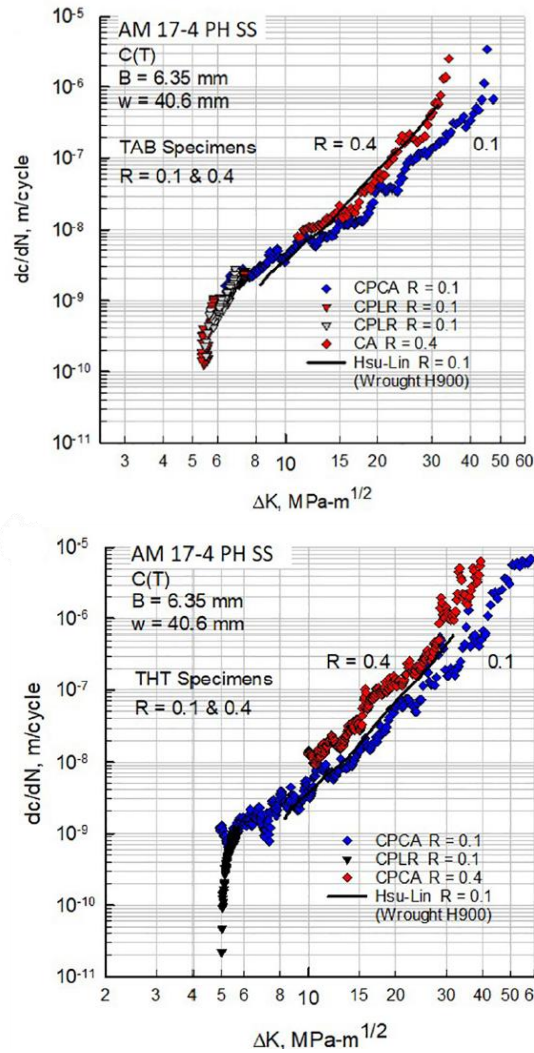 AM 17-4 PH SS
C(T)
B = 6.35 mm
w = 40.6 mm
TAB Specimens
R = 0.1 & 0.4
R = 0.4
0.1
CPCA R = 0.1
CPLR R = 0.1
CPLR R = 0.1
CA R = 0.4
Hsu-Lin R = 0.1
(Wrought H900)
10-5
10-6
10-7
10-8
10-9
10-10
10-11
dc/dN, m/cycle
3 4 5 6 8 10 15 20 30 40 50 60
ΔK, MPa-m1/2
AM 17-4 PH SS
C(T)
B = 6.35 mm
w = 40.6 mm
THT Specimens
R = 0.1 & 0.4
R = 0.4
0.1
CPCA R = 0.1
CPLR R = 0.1
CPCA R = 0.4
Hsu-Lin R = 0.1
(Wrought H900)
10-5
10-6
10-7
10-8
10-9
10-10
10-11
dc/dN, m/cycle
2 3 4 5 6 8 10 15 20 30 40 50 6
ΔK, MPa-m1/2